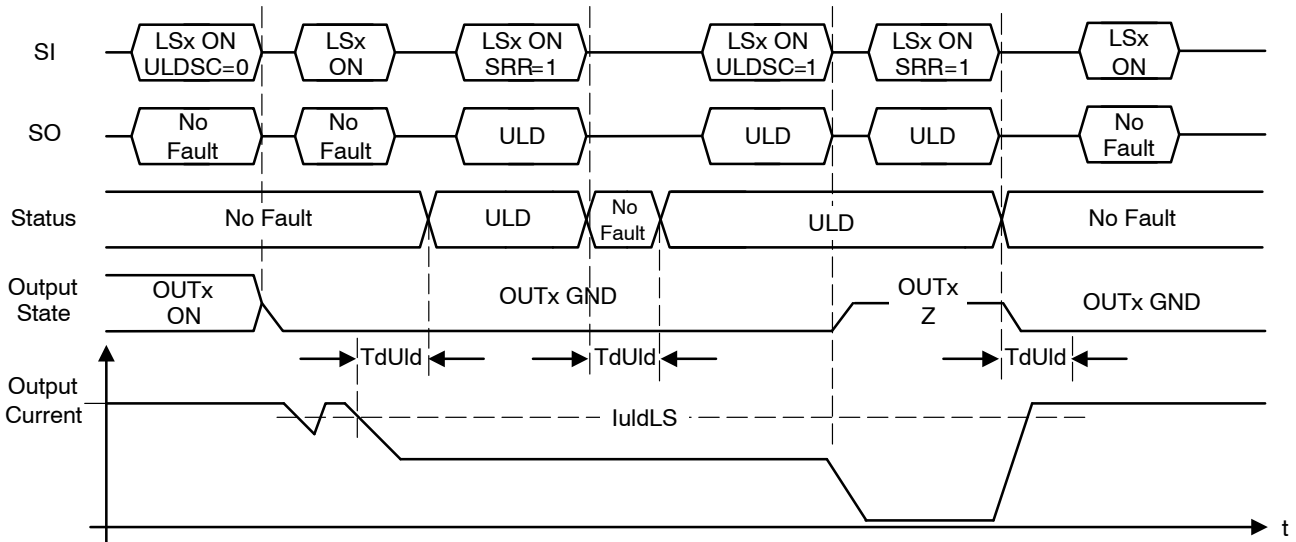 SI
LSx ON
ULDSC=0
LSx
ON
LSx ON
SRR=1
LSx ON
ULDSC=1
LSx ON
SRR=1
LSx
ON
SO
No
Fault
No
Fault
ULD
ULD
ULD
No
Fault
Status
No Fault
ULD
No
Fault
ULD
No Fault
Output
State
OUTx
ON
OUTx GND
OUTx
Z
OUTx GND
TdUld
TdUld
TdUld
Output
Current
IuldLS
t